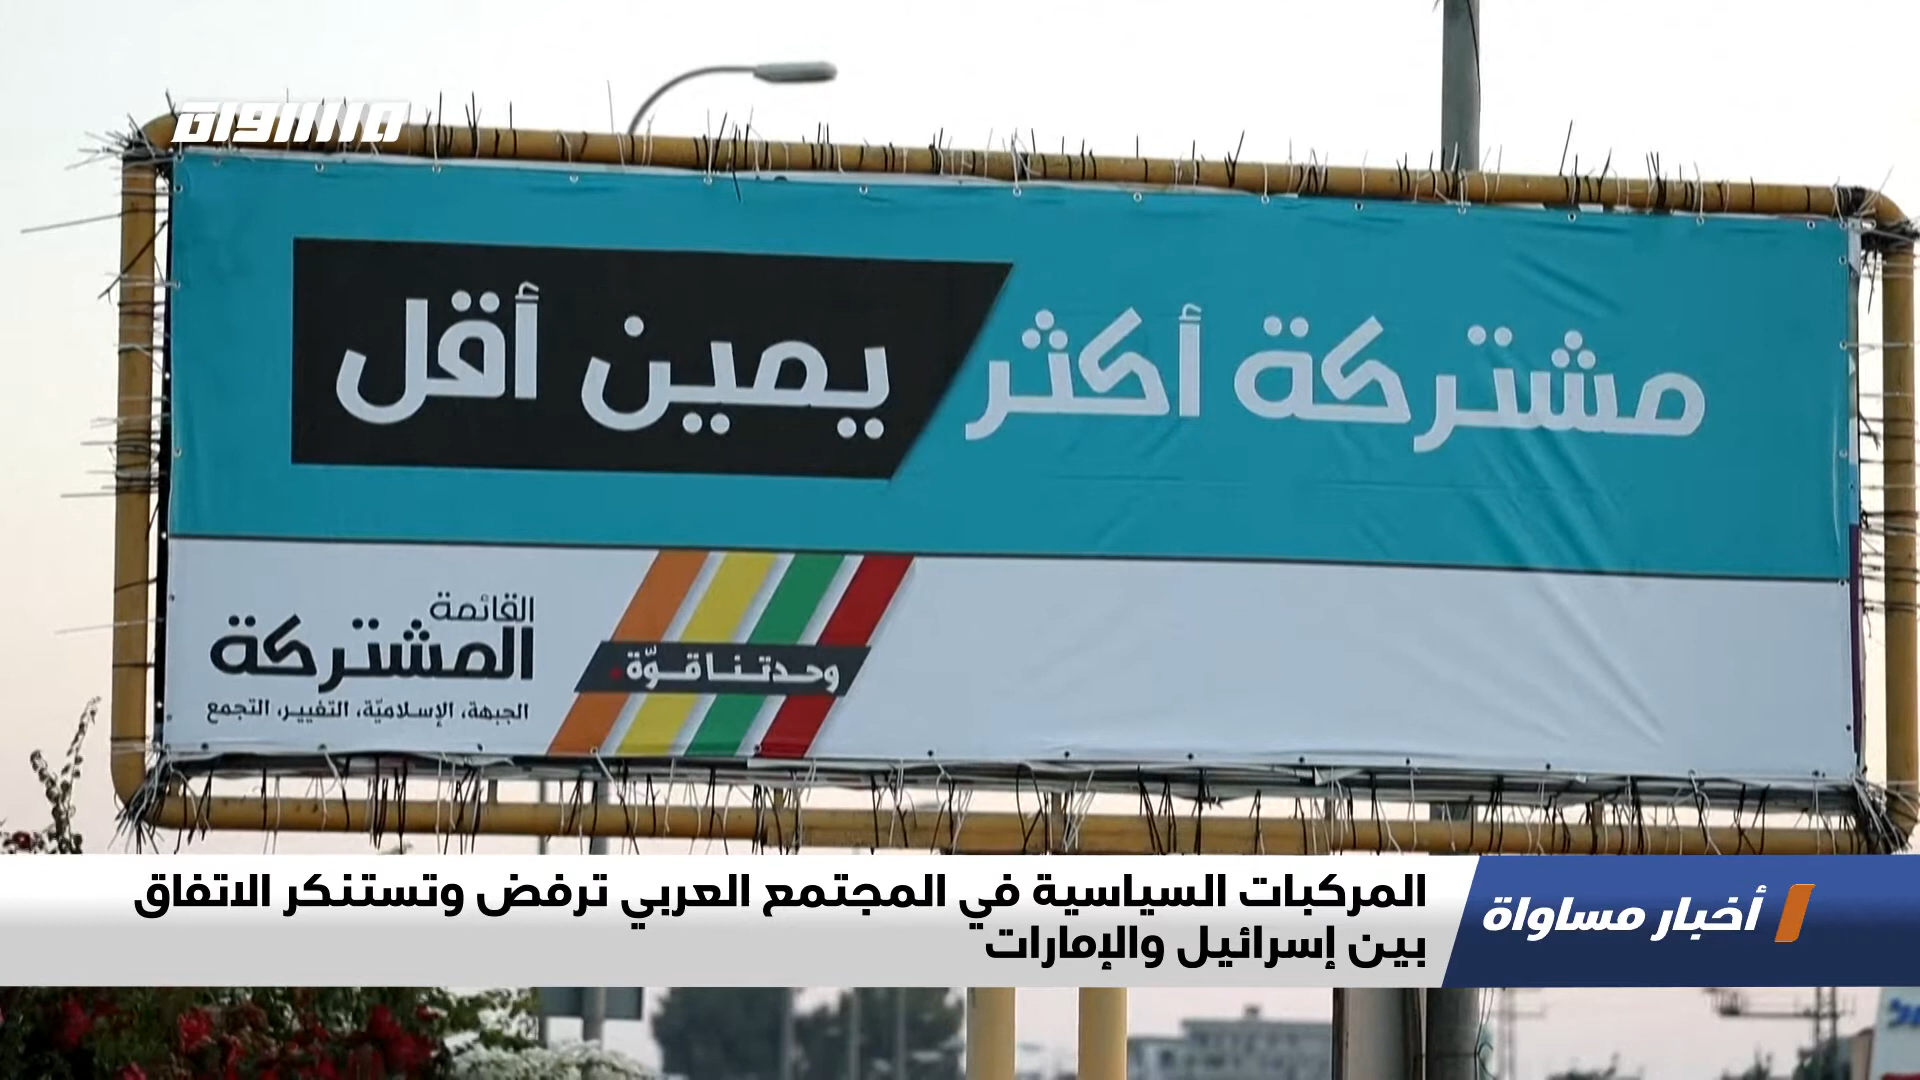 مساواة
مشتركة أكثر يمين أقل
القائمة
المشتركة
الجبهة، الإسلاميّة، التغيير، التجمع
وحدتنا قوّة.
أخبار مساواة
المركبات السياسية في المجتمع العربي ترفض وتستنكر الاتفاق
بين إسرائيل والإمارات